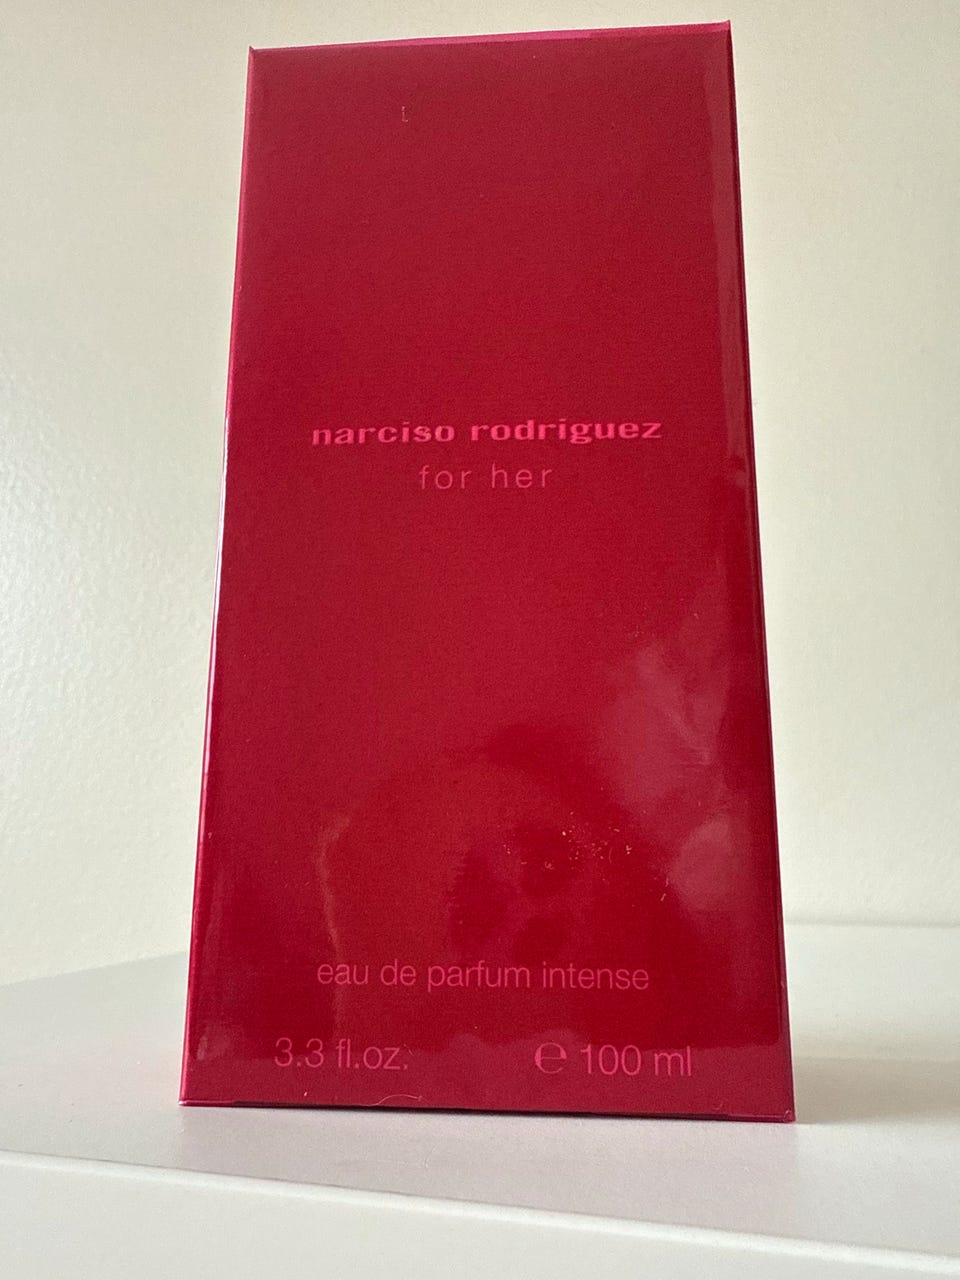 narciso rodriguez
for her
eau de parfum intense
3.3 fl.oz. ℮ 100 ml